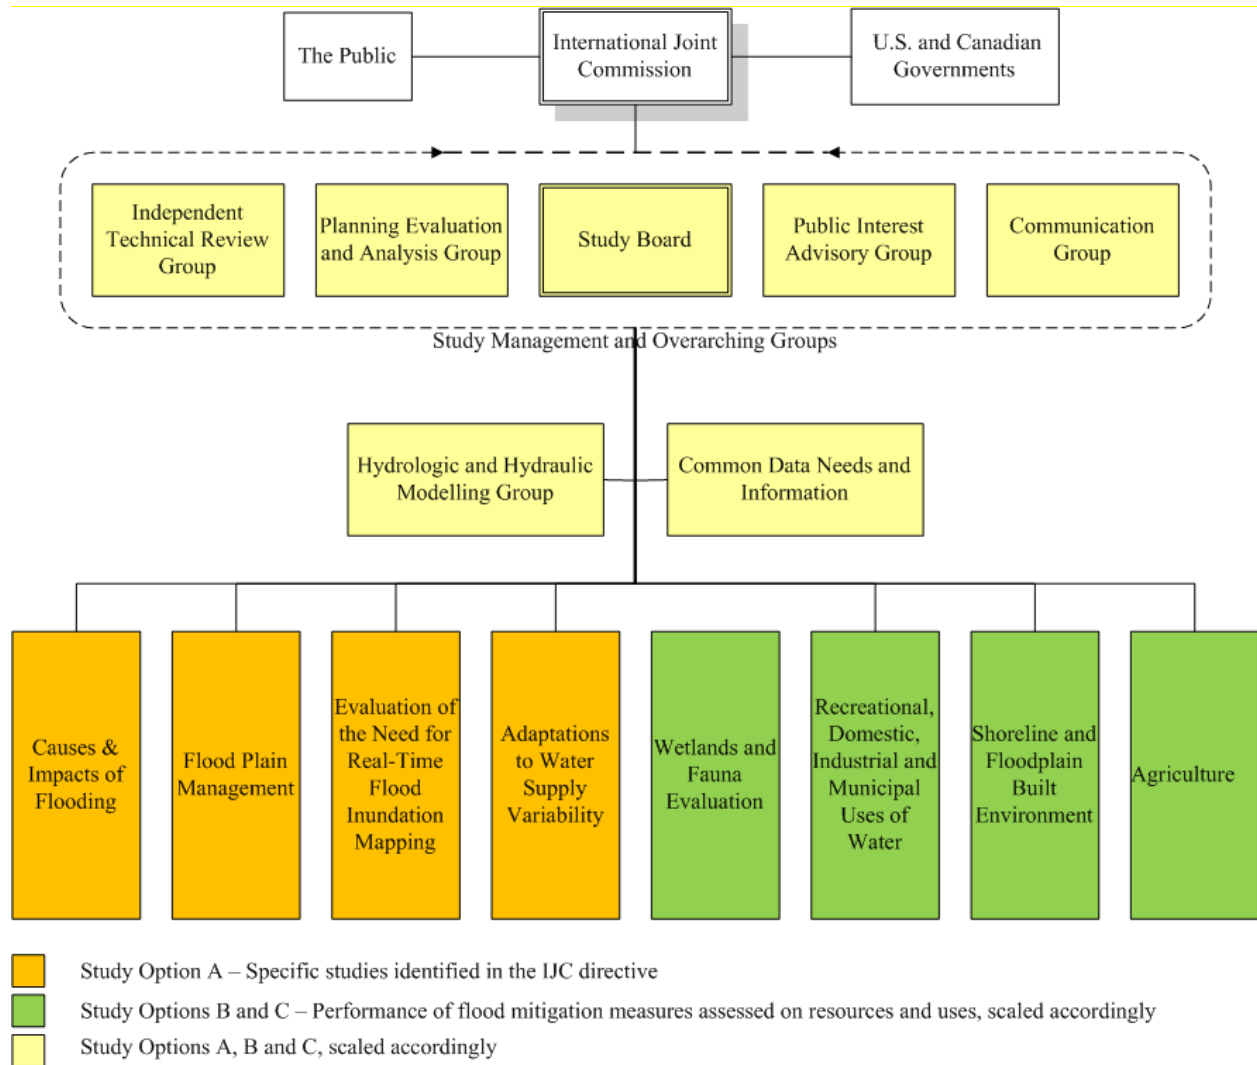 The Public
International Joint
Commission
U.S. and Canadian
Governments
Independent
Technical Review
Group
Planning Evaluation
and Analysis Group
Study Board
Public Interest
Advisory Group
Communication
Group
Study Management and Overarching Groups
Hydrologic and Hydraulic
Modelling Group
Common Data Needs and
Information
Causes &
Impacts of
Flooding
Flood Plain
Management
Evaluation of
the Need for
Real-Time
Flood
Inundation
Mapping
Adaptations
to Water
Supply
Variability
Wetlands and
Fauna
Evaluation
Recreational,
Domestic,
Industrial and
Municipal
Uses of
Water
Shoreline and
Floodplain
Built
Environment
Agriculture
Study Option A – Specific studies identified in the IJC directive
Study Options B and C – Performance of flood mitigation measures assessed on resources and uses, scaled accordingly
Study Options A, B and C, scaled accordingly